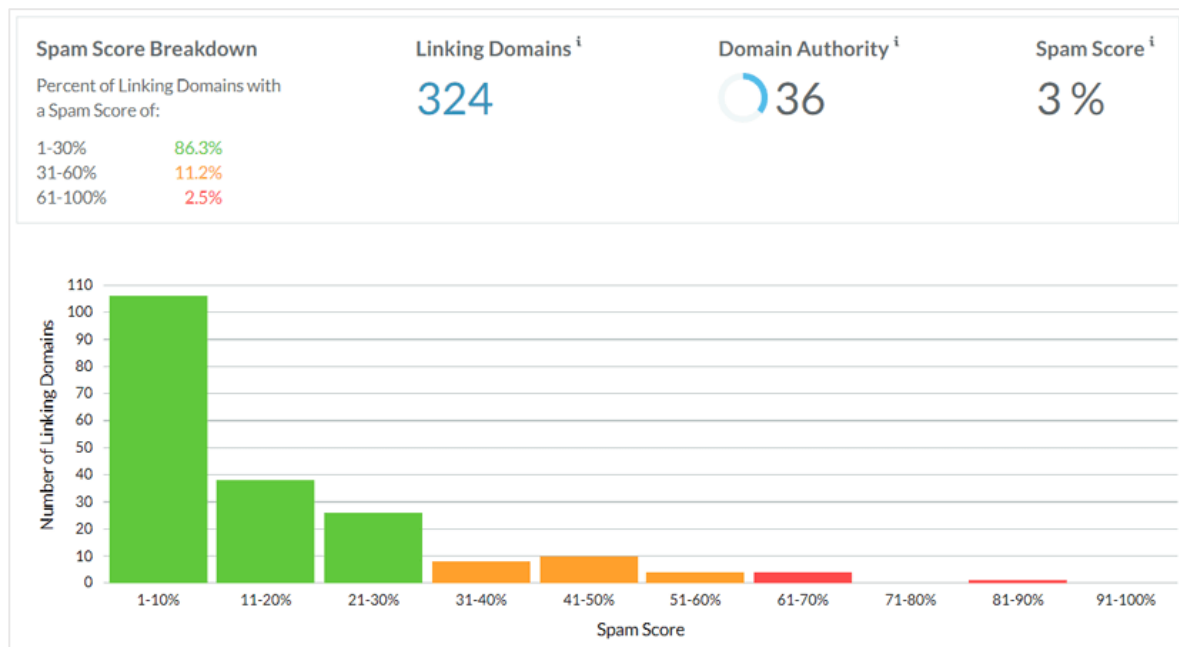 Spam Score Breakdown
Linking Domains i
Domain Authority i
Spam Score i
Percent of Linking Domains with
a Spam Score of:
324
36
3 %
1-30% 86.3%
31-60% 11.2%
61-100% 2.5%
Number of Linking Domains
110
100
90
80
70
60
50
40
30
20
10
0
1-10% 11-20% 21-30% 31-40% 41-50% 51-60% 61-70% 71-80% 81-90% 91-100%
Spam Score